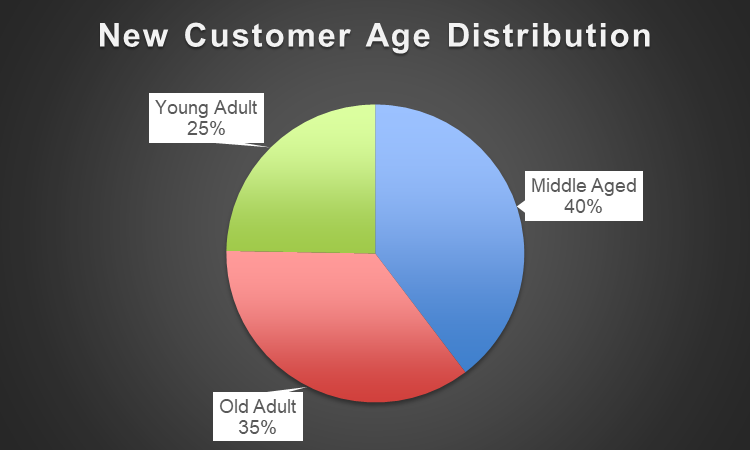 New Customer Age Distribution
Young Adult
25%
Middle Aged
40%
Old Adult
35%